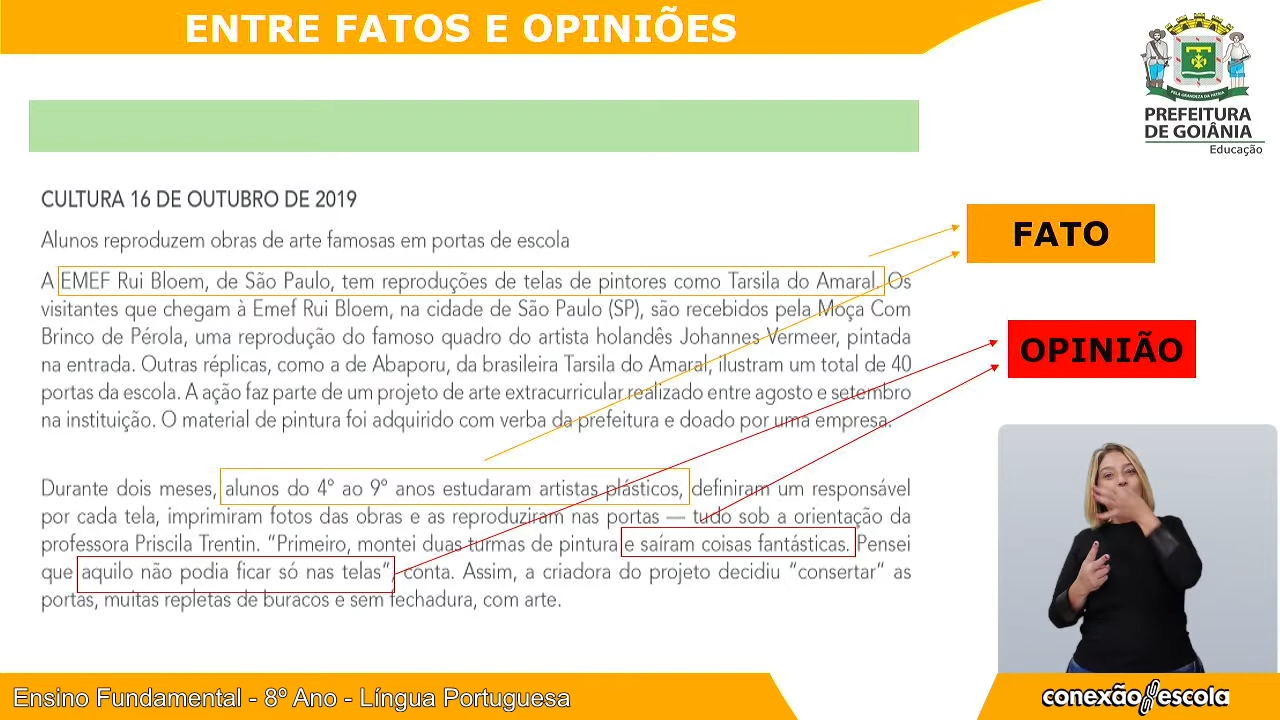 ENTRE FATOS E OPINIÕES
PELA GRANDEZA DA PÁTRIA
PREFEITURA
DE GOIÂNIA
Educação
CULTURA 16 DE OUTUBRO DE 2019
Alunos reproduzem obras de arte famosas em portas de escola
A EMEF Rui Bloem, de São Paulo, tem reproduções de telas de pintores como Tarsila do Amaral. Os
visitantes que chegam à Emef Rui Bloem, na cidade de São Paulo (SP), são recebidos pela Moça Com
Brinco de Pérola, uma reprodução do famoso quadro do artista holandês Johannes Vermeer, pintada
na entrada. Outras réplicas, como a de Abaporu, da brasileira Tarsila do Amaral, ilustram um total de 40
portas da escola. A ação faz parte de um projeto de arte extracurricular realizado entre agosto e setembro
na instituição. O material de pintura foi adquirido com verba da prefeitura e doado por uma empresa.
Durante dois meses, alunos do 4° ao 9° anos estudaram artistas plásticos, definiram um responsável
por cada tela, imprimiram fotos das obras e as reproduziram nas portas — tudo sob a orientação da
professora Priscila Trentin. “Primeiro, montei duas turmas de pintura e saíram coisas fantásticas. Pensei
que aquilo não podia ficar só nas telas”, conta. Assim, a criadora do projeto decidiu “consertar“ as
portas, muitas repletas de buracos e sem fechadura, com arte.
FATO
OPINIÃO
Ensino Fundamental - 8º Ano - Língua Portuguesa
conexão escola